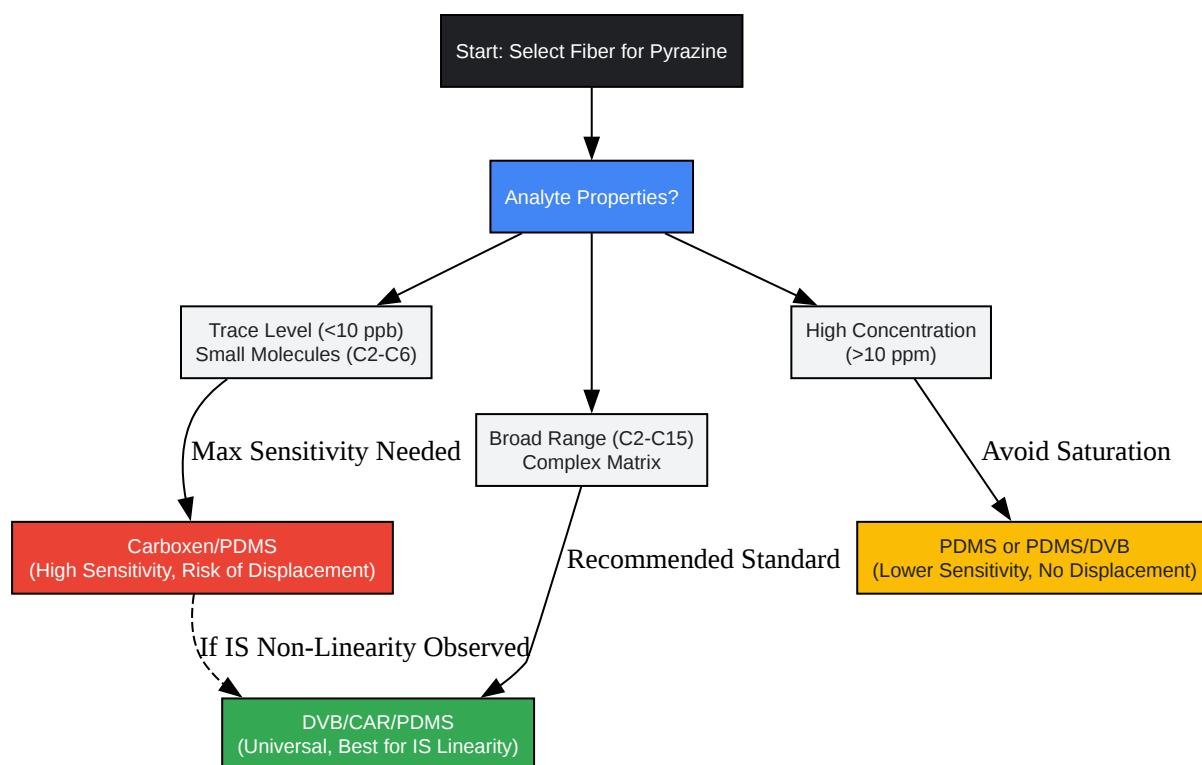 Start: Select Fiber for Pyrazine
Analyte Properties?
Trace Level (<10 ppb)
Small Molecules (C2-C6)
High Concentration
(>10 ppm)
Broad Range (C2-C15)
Complex Matrix
Max Sensitivity Needed
Avoid Saturation
Carboxen/PDMS
(High Sensitivity, Risk of Displacement)
Recommended Standard
PDMS or PDMS/DVB
(Lower Sensitivity, No Displacement)
If IS Non-Linearity Observed
DVB/CAR/PDMS
(Universal, Best for IS Linearity)